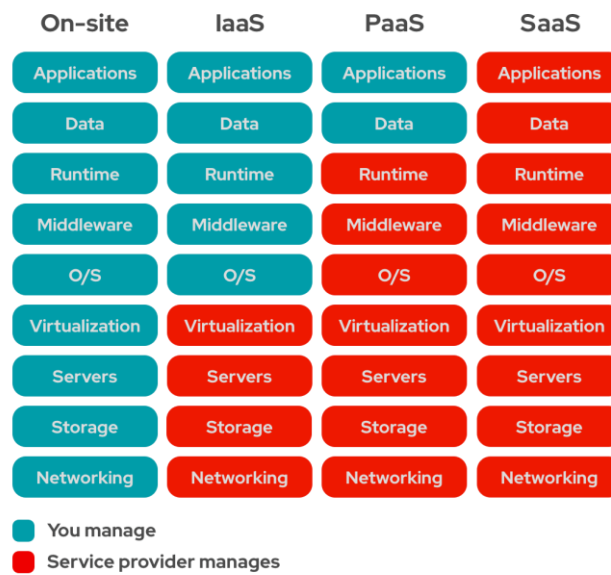 On-site IaaS PaaS SaaS
Applications Applications Applications Applications
Data Data Data Data
Runtime Runtime Runtime Runtime
Middleware Middleware Middleware Middleware
O/S O/S O/S O/S
Virtualization Virtualization Virtualization Virtualization
Servers Servers Servers Servers
Storage Storage Storage Storage
Networking Networking Networking Networking
You manage
Service provider manages